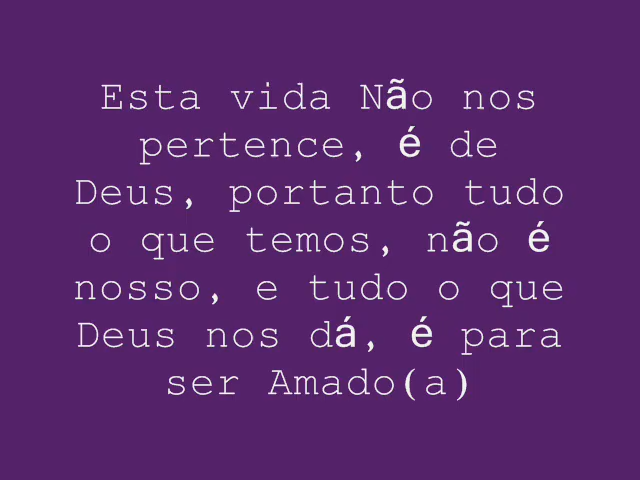 Esta vida Não nos
pertence, é de
Deus, portanto tudo
o que temos, não é
nosso, e tudo o que
Deus nos dá, é para
ser Amado(a)